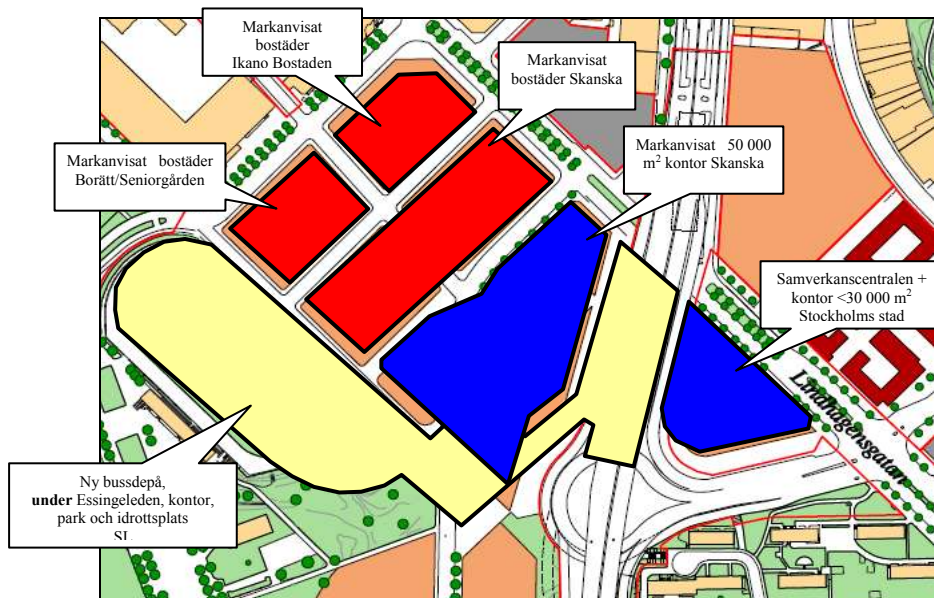 Markanvisat
bostäder
Ikano Bostaden
Markanvisat
bostäder Skanska
Markanvisat 50 000
m² kontor Skanska
Markanvisat bostäder
Borätt/Seniorgården
Samverkanscentralen +
kontor <30 000 m²
Stockholms stad
Lindhagensgatan
Ny bussdepå,
under Essingeleden, kontor,
park och idrottsplats
SL